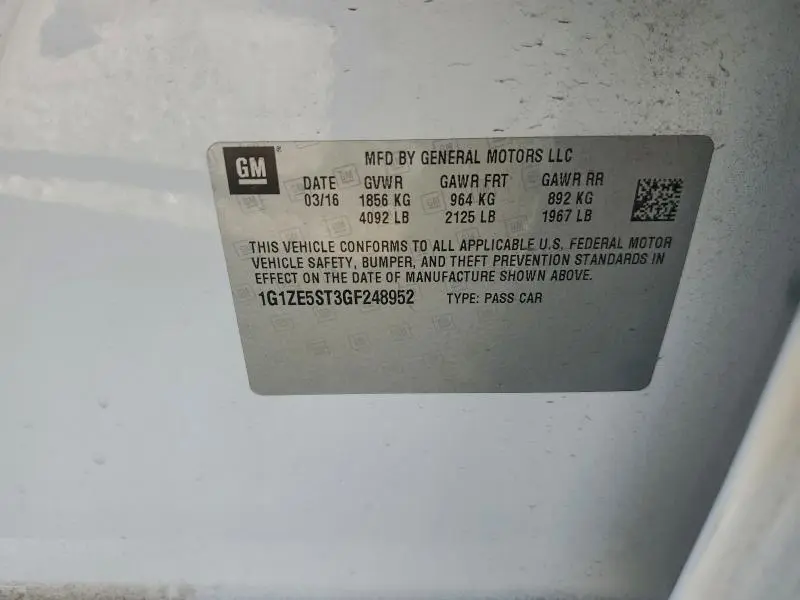 GM
MFD BY GENERAL MOTORS LLC
DATE GVWR GAWR FRT GAWR RR
03/16 1856 KG 964 KG 892 KG
4092 LB 2125 LB 1967 LB
THIS VEHICLE CONFORMS TO ALL APPLICABLE U.S. FEDERAL MOTOR
VEHICLE SAFETY, BUMPER, AND THEFT PREVENTION STANDARDS IN
EFFECT ON THE DATE OF MANUFACTURE SHOWN ABOVE.
1G1ZE5ST3GF248952 TYPE: PASS CAR